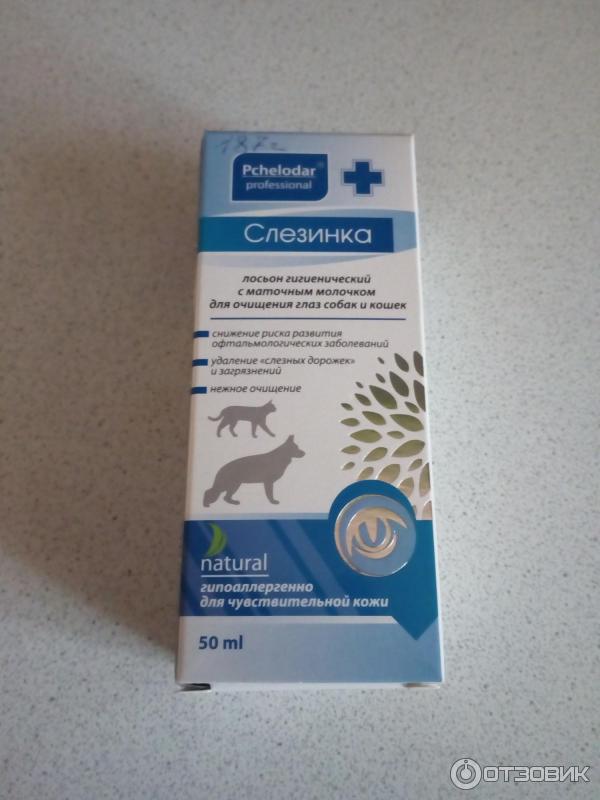 Pchelodar®
professional
Слезинка
лосьон гигиенический
с маточным молочком
для очищения глаз собак и кошек
снижение риска развития
офтальмологических заболеваний
удаление «слезных дорожек»
и загрязнений
нежное очищение
natural
гипоаллергенно
для чувствительной кожи
50 ml
ОТЗОВИК